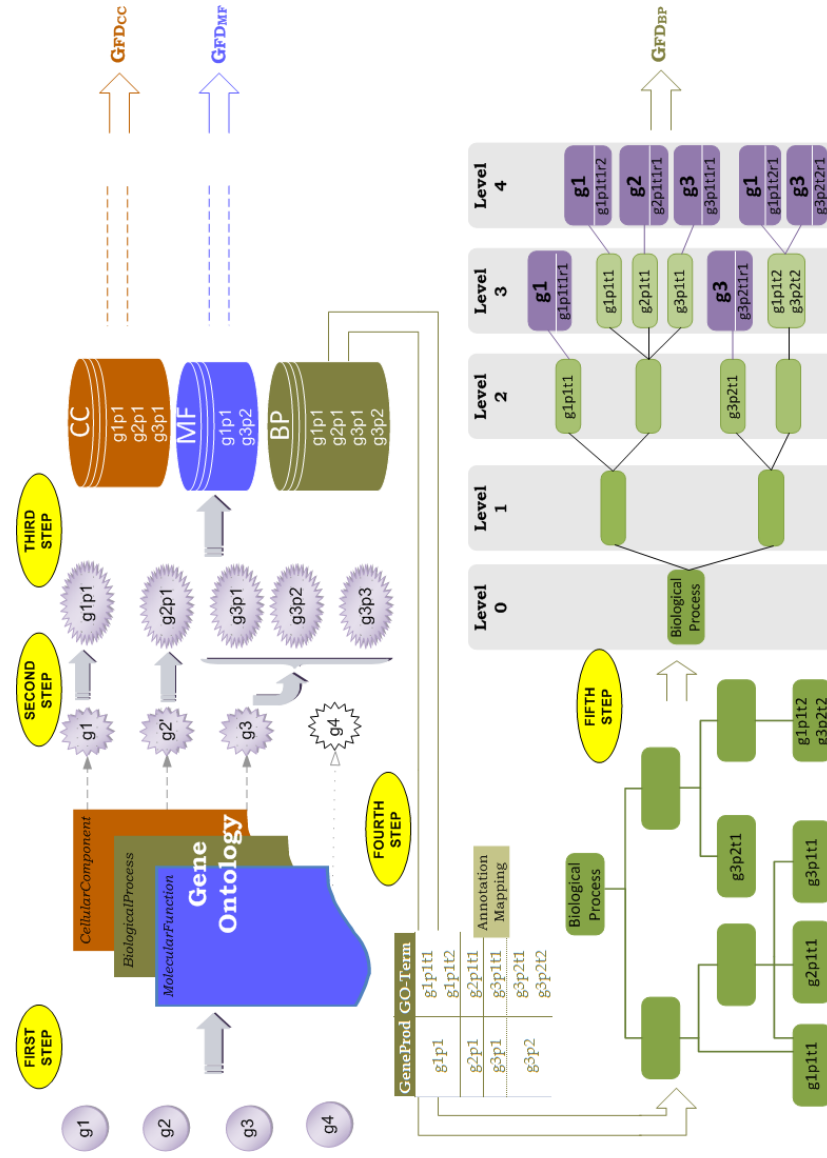 FIRST STEP
SECOND STEP
THIRD STEP
g1
g2
g3
g4
CellularComponent
BiologicalProcess
MolecularFunction
Gene
Ontology
g1
g2'
g3
g4
g1p1
g2p1
g3p1
g3p2
g3p3
CC
g1p1
g2p1
g3p1
MF
g1p1
g3p2
BP
g1p1
g2p1
g3p1
g3p2
GFDCC
GFDMF
FOURTH STEP
GeneProd GO-Term
g1p1 g1p1t1
g1p1t2
g2p1 g2p1t1
g3p1 g3p1t1
g3p2 g3p2t1
g3p2t2
Annotation
Mapping
FIFTH STEP
Biological
Process
g3p2t1
g1p1t1
g2p1t1
g3p1t1
g1p1t2
g3p2t2
Level
0
Level
1
Level
2
Level
3
Level
4
Biological
Process
g1p1t1
g3p2t1
g1
g1p1t1r1
g1p1t1
g2p1t1
g3p1t1
g3
g3p2t1r1
g1p1t2
g3p2t2
g1
g1p1t1r2
g2
g2p1t1r1
g3
g3p1t1r1
g1
g1p1t2r1
g3
g3p2t2r1
GFDBP